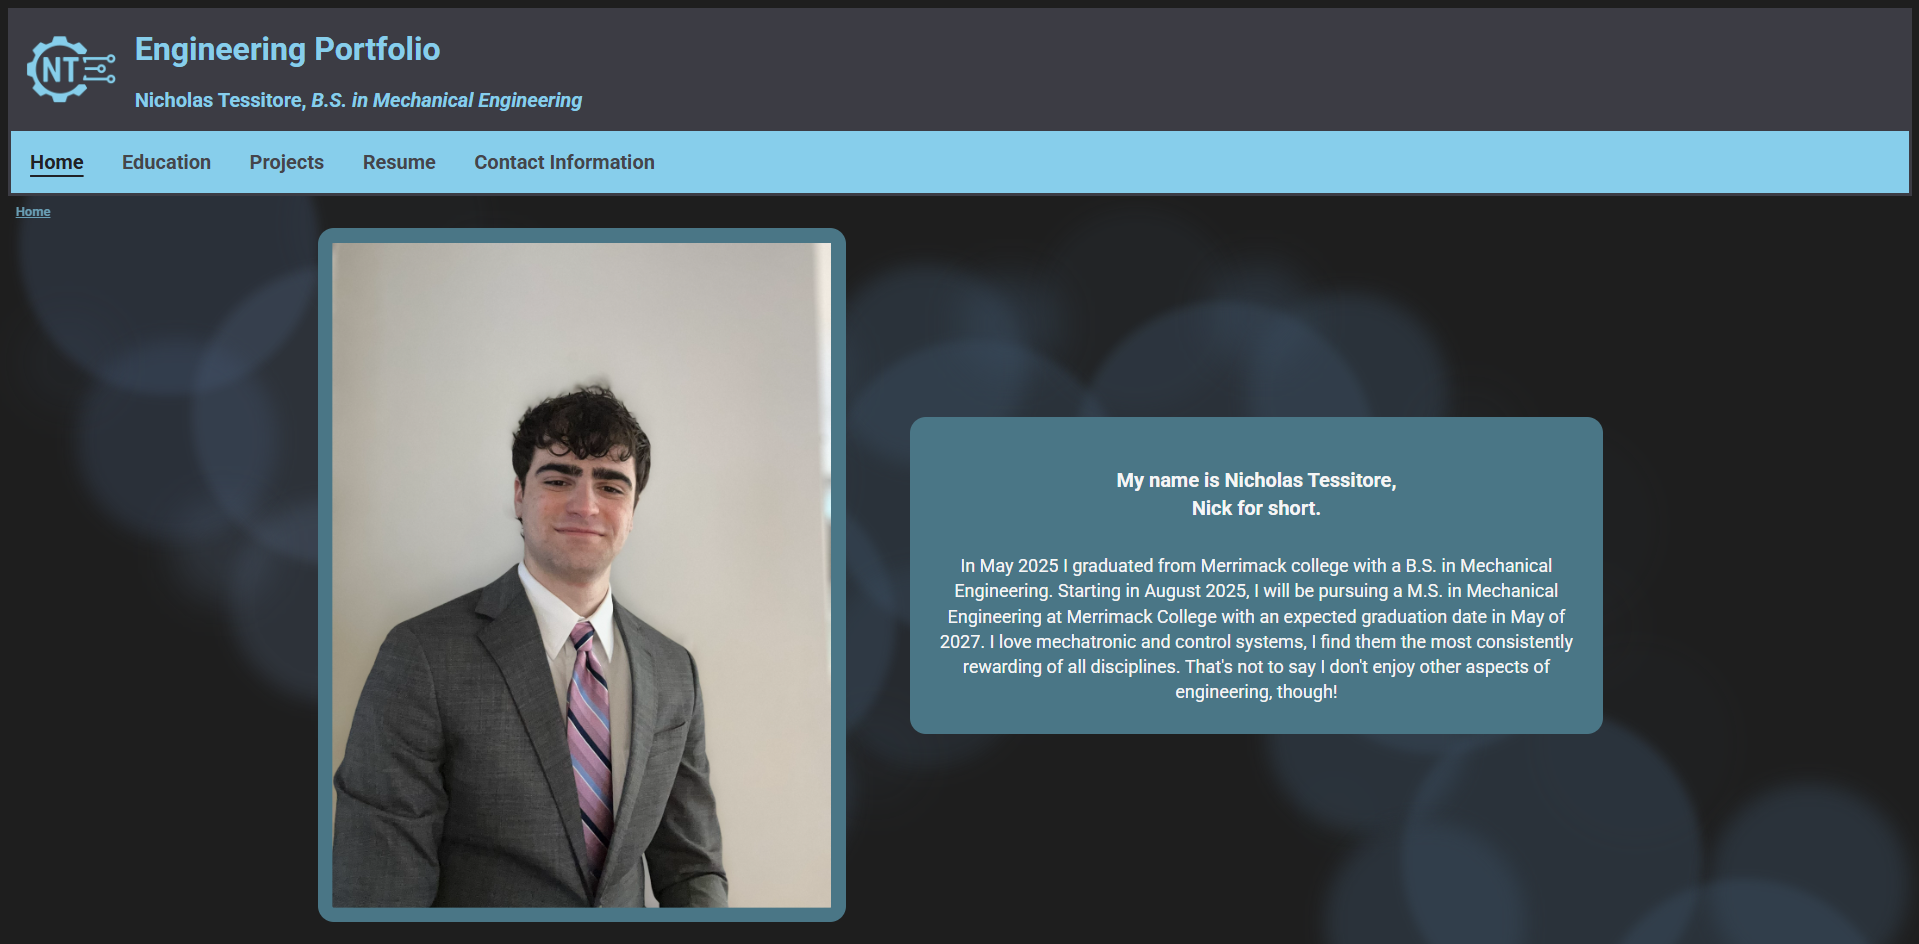 NT
Engineering Portfolio
Nicholas Tessitore, B.S. in Mechanical Engineering
Home Education Projects Resume Contact Information
Home
My name is Nicholas Tessitore,
Nick for short.
In May 2025 I graduated from Merrimack college with a B.S. in Mechanical
Engineering. Starting in August 2025, I will be pursuing a M.S. in Mechanical
Engineering at Merrimack College with an expected graduation date in May of
2027. I love mechatronic and control systems, I find them the most consistently
rewarding of all disciplines. That's not to say I don't enjoy other aspects of
engineering, though!